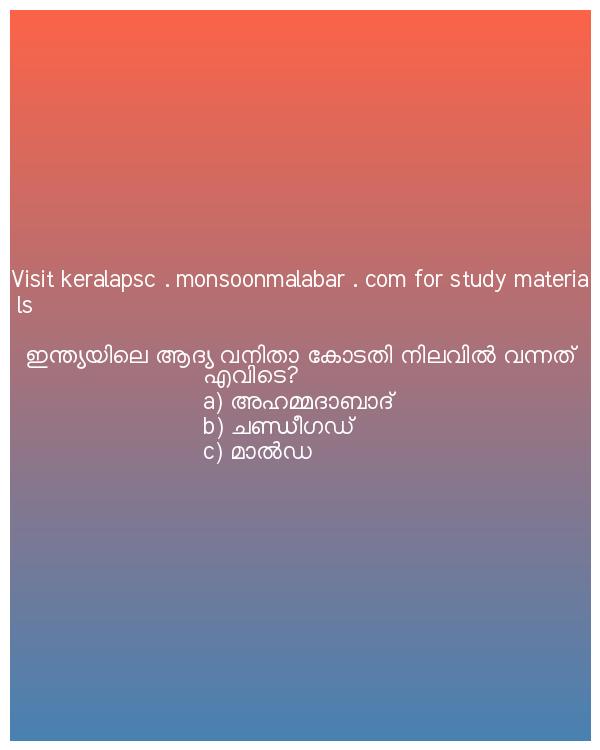 Visit keralapsc . monsoonmalabar . com for study materia
ls
ഇന്ത്യയിലെ ആദ്യ വനിതാ കോടതി നിലവിൽ വന്നത്
എവിടെ?
a) അഹമ്മദാബാദ്
b) ചണ്ഡീഗഡ്
c) മാൽഡ